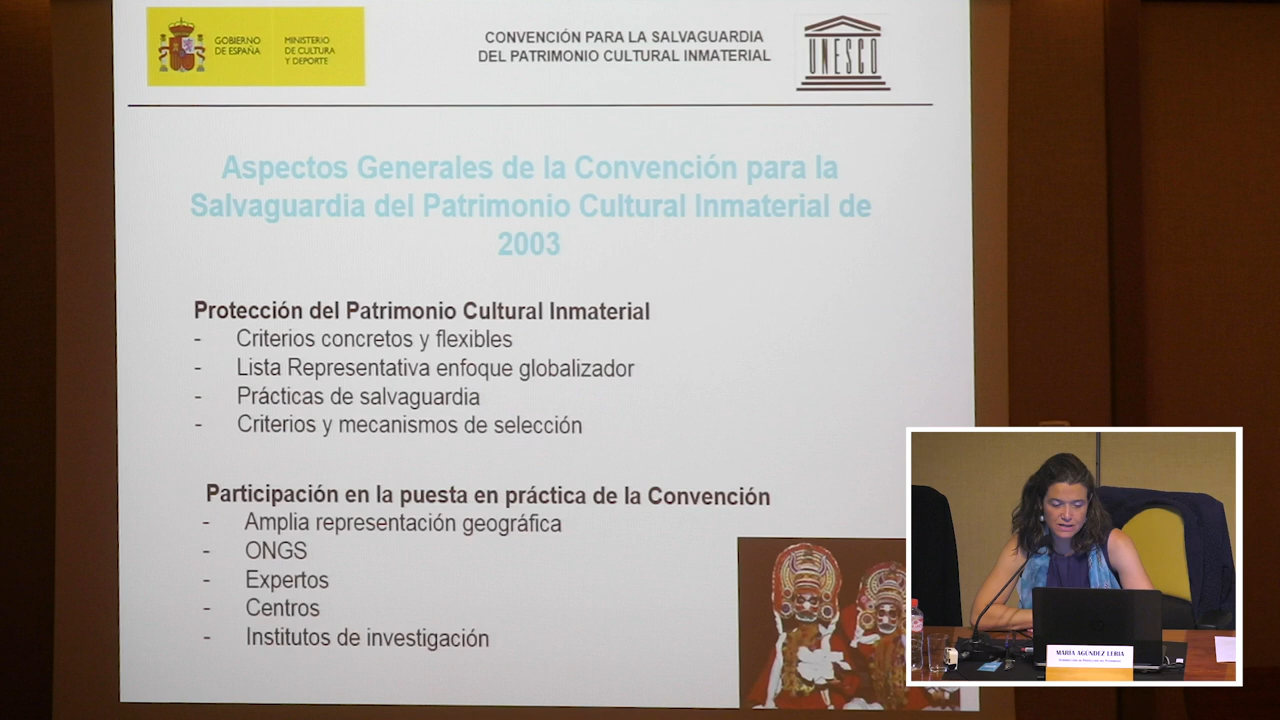 GOBIERNO
DE ESPAÑA
MINISTERIO
DE CULTURA
Y DEPORTE
CONVENCIÓN PARA LA SALVAGUARDIA
DEL PATRIMONIO CULTURAL INMATERIAL
UNESCO
Aspectos Generales de la Convención para la
Salvaguardia del Patrimonio Cultural Inmaterial de
2003
Protección del Patrimonio Cultural Inmaterial
- Criterios concretos y flexibles
- Lista Representativa enfoque globalizador
- Prácticas de salvaguardia
- Criterios y mecanismos de selección
Participación en la puesta en práctica de la Convención
- Amplia representación geográfica
- ONGS
- Expertos
- Centros
- Institutos de investigación
MARÍA AGÚNDEZ LERIA